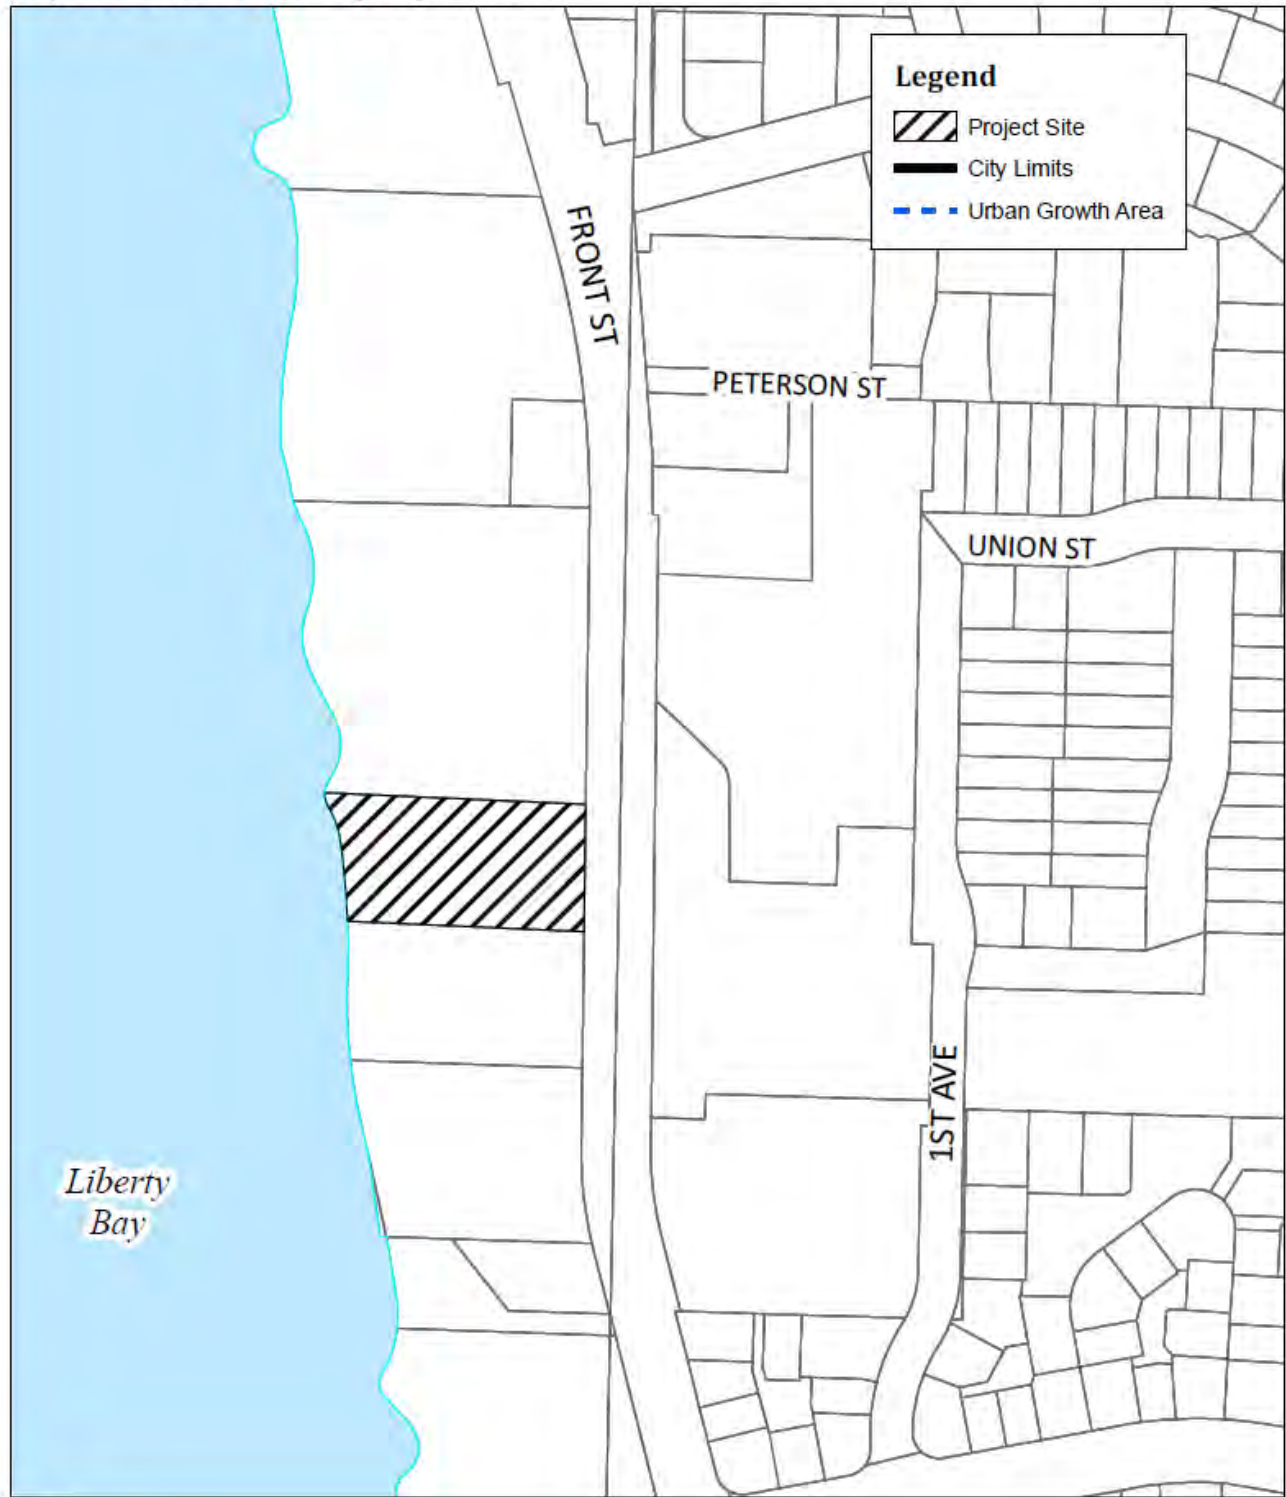 Legend
Project Site
City Limits
Urban Growth Area
FRONT ST
PETERSON ST
UNION ST
1ST AVE
Liberty
Bay